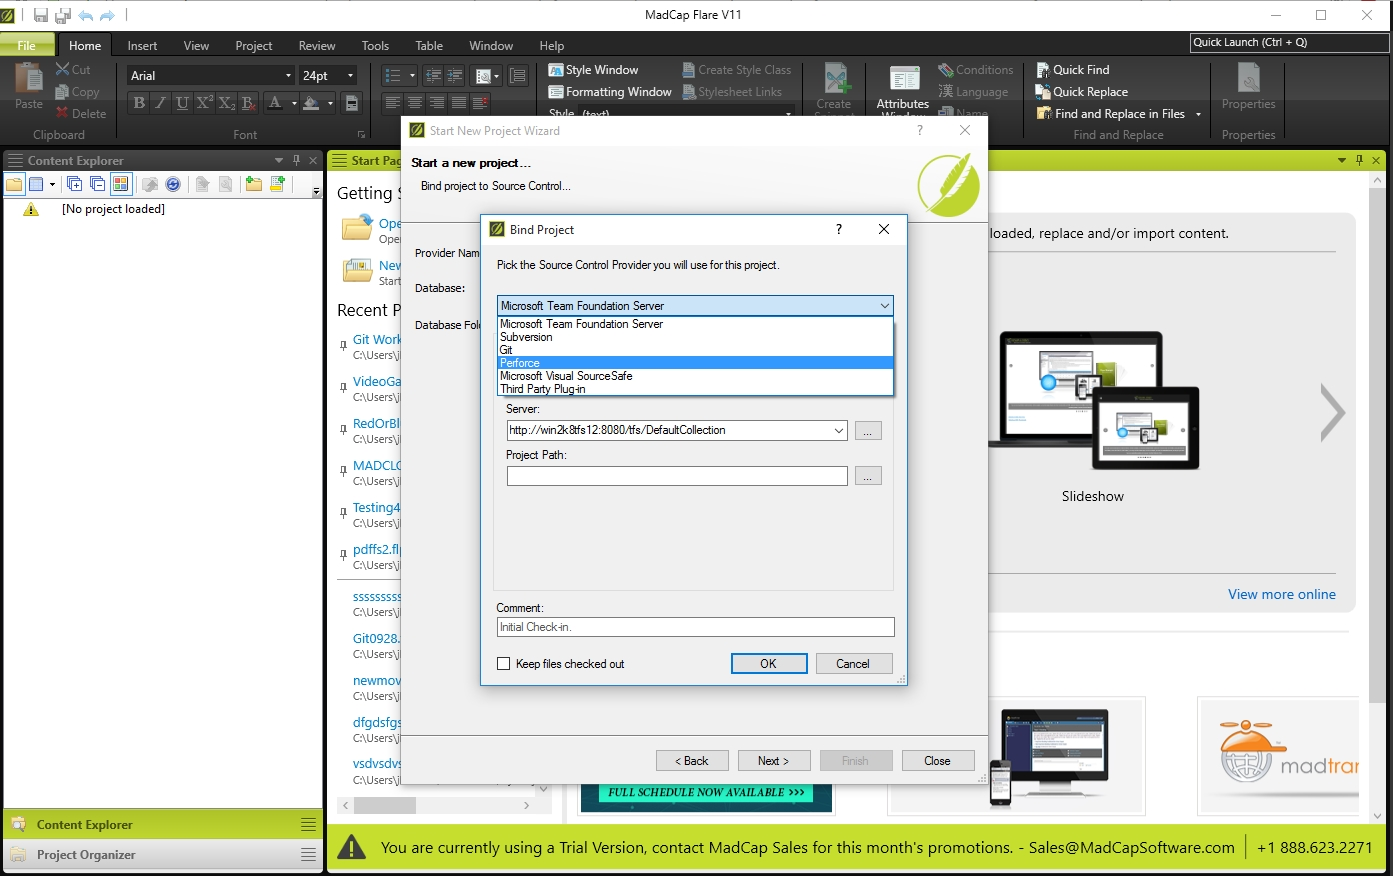 MadCap Flare V11
File Home Insert View Project Review Tools Table Window Help
Quick Launch (Ctrl + Q)
Paste
Cut
Copy
Delete
Clipboard
Arial
24pt
B I U X² X₂ B
A
Font
Style Window
Formatting Window
Style (text)
Create Style Class
Stylesheet Links
Create
Attributes
Conditions
Language
Name
Quick Find
Quick Replace
Find and Replace in Files
Find and Replace
Properties
Properties
Content Explorer
[No project loaded]
Content Explorer
Project Organizer
Start Pag
Getting S
Ope
Open
New
Start
Recent P
Git Work
C:\Users\j
VideoGa
C:\Users\j
RedOrBl
C:\Users\j
MADCLO
C:\Users\j
Testing4
C:\Users\j
pdffs2.flp
C:\Users\j
C:\Users\j
Git0928.
C:\Users\j
newmov
C:\Users\j
dfgdsfgs
C:\Users\j
vsdvsdvs
C:\Users\j
Start New Project Wizard
?
Start a new project...
Bind project to Source Control...
Provider Nam
Database:
Database Fol
Bind Project
?
Pick the Source Control Provider you will use for this project.
Microsoft Team Foundation Server
Microsoft Team Foundation Server
Subversion
Git
Perforce
Microsoft Visual SourceSafe
Third Party Plug-in
Server:
http://win2k8tfs12:8080/tfs/DefaultCollection
...
Project Path:
...
Comment:
Initial Check-in.
Keep files checked out
OK
Cancel
< Back
Next >
Finish
Close
loaded, replace and/or import content.
Slideshow
View more online
FULL SCHEDULE NOW AVAILABLE >>>
madtran
You are currently using a Trial Version, contact MadCap Sales for this month's promotions. - Sales@MadCapSoftware.com
+1 888.623.2271